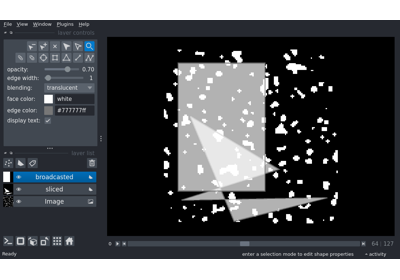 File View Window Plugins Help
layer controls
opacity: 0.70
edge width: 1
blending: translucent
face color: white
edge color: #777777ff
display text:
layer list
broadcasted
sliced
Image
0 64 127
enter a selection mode to edit shape properties activity